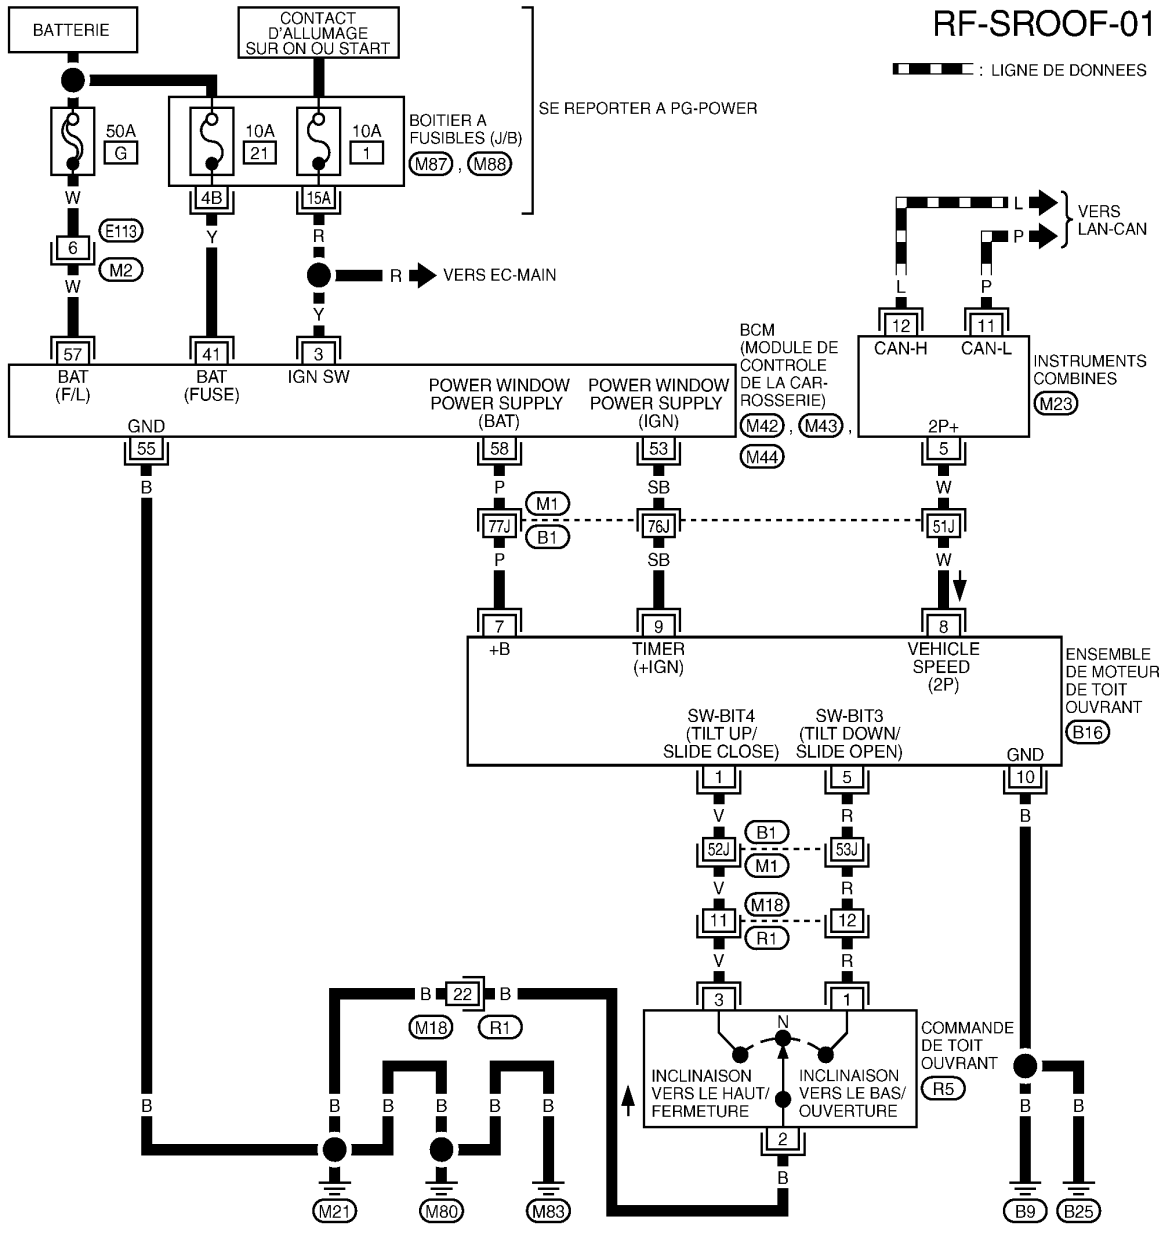 RF-SROOF-01
BATTERIE
CONTACT
D'ALLUMAGE
SUR ON OU START
: LIGNE DE DONNEES
SE REPORTER A PG-POWER
50A
G
10A
21
10A
1
BOITIER A
FUSIBLES (J/B)
M87 , M88
W
4B
15A
6
E113
M2
Y
R
L
P
VERS
LAN-CAN
R
VERS EC-MAIN
W
Y
L
P
57
41
3
12
11
BAT
(F/L)
BAT
(FUSE)
IGN SW
CAN-H
CAN-L
BCM
(MODULE DE
CONTROLE
DE LA CAR-
ROSSERIE)
M42 , M43 ,
M44
INSTRUMENTS
COMBINES
M23
GND
POWER WINDOW
POWER SUPPLY
(BAT)
POWER WINDOW
POWER SUPPLY
(IGN)
2P+
55
58
53
5
B
P
SB
W
M1
77J
76J
51J
B1
P
SB
W
7
9
8
+B
TIMER
(+IGN)
VEHICLE
SPEED
(2P)
ENSEMBLE
DE MOTEUR
DE TOIT
OUVRANT
B16
SW-BIT4
(TILT UP/
SLIDE CLOSE)
SW-BIT3
(TILT DOWN/
SLIDE OPEN)
GND
1
5
10
V
R
B
B1
52J
53J
M1
V
R
M18
11
12
R1
V
R
3
1
B
22
B
M18
R1
N
COMMANDE
DE TOIT
OUVRANT
R5
INCLINAISON
VERS LE HAUT/
FERMETURE
INCLINAISON
VERS LE BAS/
OUVERTURE
B
B
B
B
B
B
B
B
2
B
M21
M80
M83
B9
B25